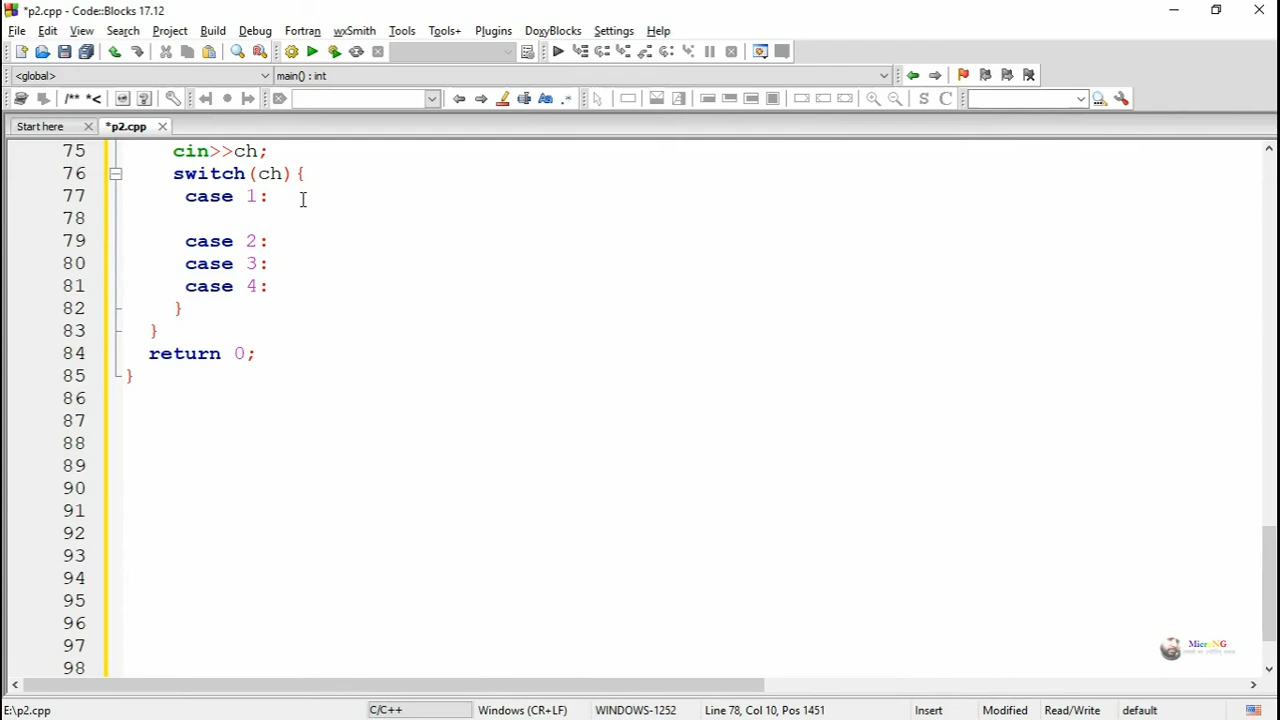 *p2.cpp - Code::Blocks 17.12
File Edit View Search Project Build Debug Fortran wxSmith Tools Tools+ Plugins DoxyBlocks Settings Help
<global> main() : int
/** *<
S C
Start here *p2.cpp
75 cin>>ch;
76 switch(ch){
77 case 1:
78
79 case 2:
80 case 3:
81 case 4:
82 }
83 }
84 return 0;
85 }
86
87
88
89
90
91
92
93
94
95
96
97
98
MicroNG
E:\p2.cpp C/C++ Windows (CR+LF) WINDOWS-1252 Line 78, Col 10, Pos 1451 Insert Modified Read/Write default